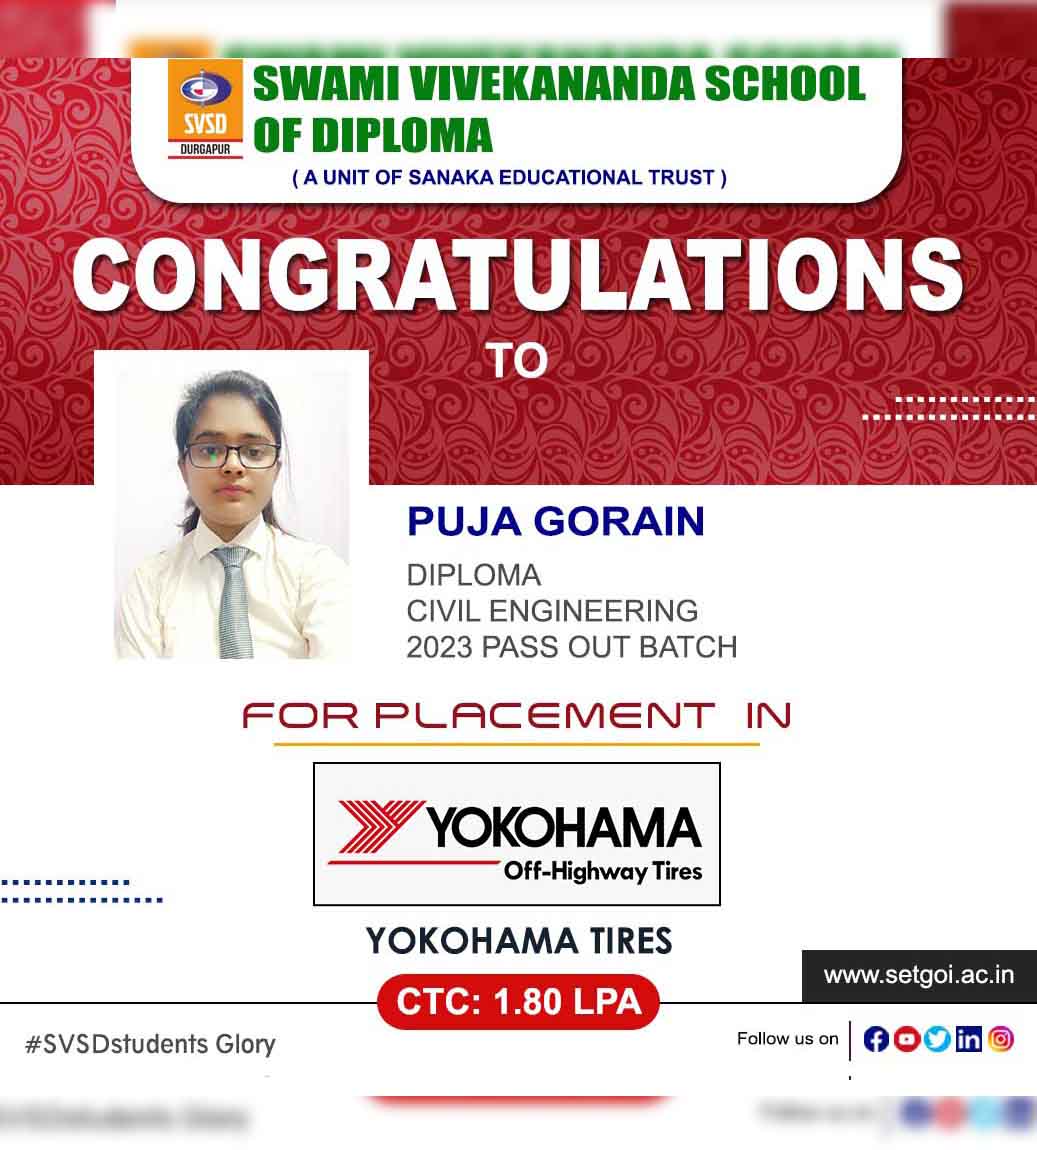 SWAMI VIVEKANANDA SCHOOL
OF DIPLOMA
SVSD
DURGAPUR
( A UNIT OF SANAKA EDUCATIONAL TRUST )
CONGRATULATIONS
TO
PUJA GORAIN
DIPLOMA
CIVIL ENGINEERING
2023 PASS OUT BATCH
FOR PLACEMENT IN
YOKOHAMA
Off-Highway Tires
YOKOHAMA TIRES
www.setgoi.ac.in
CTC: 1.80 LPA
#SVSDstudents Glory
Follow us on